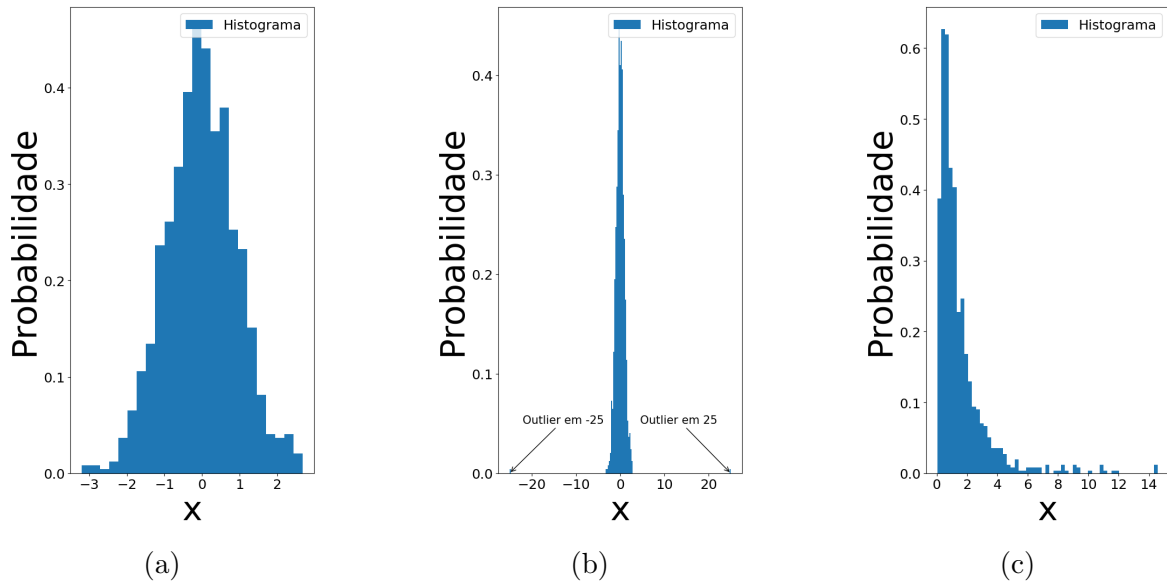 Histograma
Probabilidade
0.4
0.3
0.2
0.1
0.0
−3 −2 −1 0 1 2
x
(a)
Histograma
Probabilidade
0.4
0.3
0.2
0.1
0.0
Outlier em -25 Outlier em 25
−20 −10 0 10 20
x
(b)
Histograma
Probabilidade
0.6
0.5
0.4
0.3
0.2
0.1
0.0
0 2 4 6 8 10 12 14
x
(c)